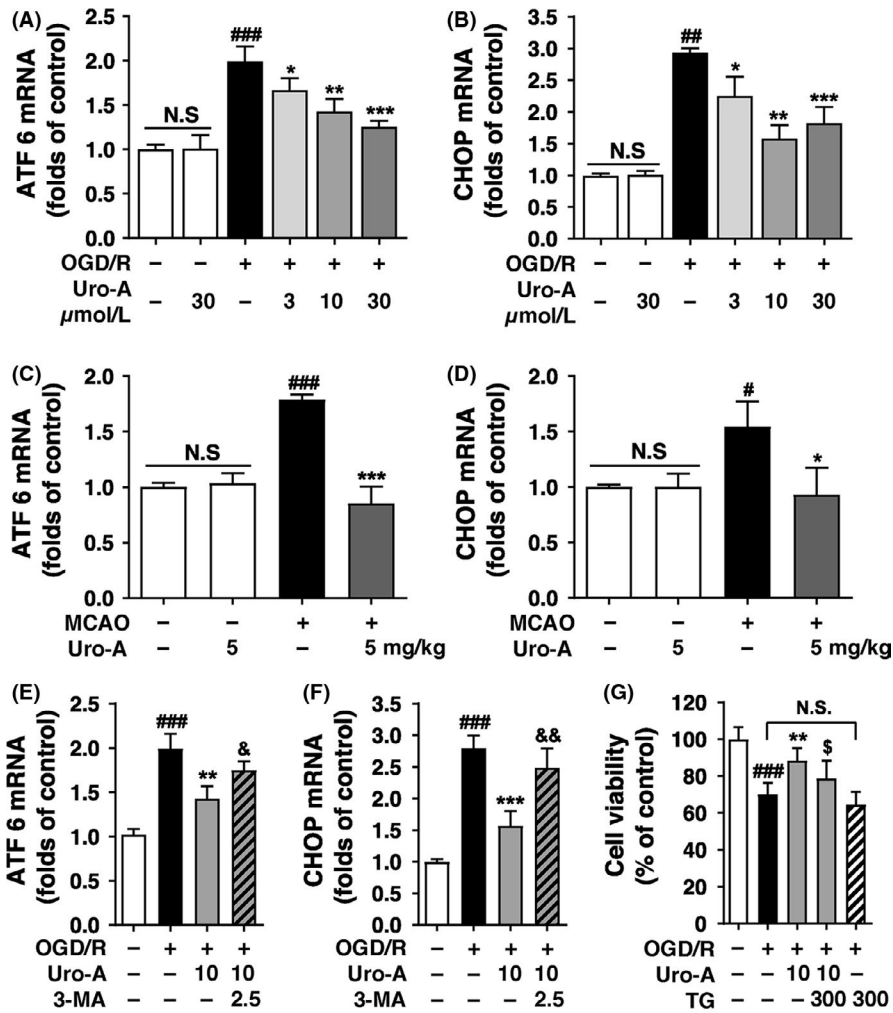 (A)
ATF 6 mRNA
(folds of control)
2.5
2.0
1.5
1.0
0.5
0.0
N.S
###
*
**
***
OGD/R – – + + + +
Uro-A
µmol/L – 30 – 3 10 30
(B)
CHOP mRNA
(folds of control)
3.5
3.0
2.5
2.0
1.5
1.0
0.5
0.0
N.S
##
*
**
***
OGD/R – – + + + +
Uro-A
µmol/L – 30 – 3 10 30
(C)
ATF 6 mRNA
(folds of control)
2.0
1.5
1.0
0.5
0.0
N.S
###
***
MCAO – – + +
Uro-A – 5 – 5 mg/kg
(D)
CHOP mRNA
(folds of control)
2.0
1.5
1.0
0.5
0.0
N.S
#
*
MCAO – – + +
Uro-A – 5 – 5 mg/kg
(E)
ATF 6 mRNA
(folds of control)
2.5
2.0
1.5
1.0
0.5
0.0
###
**
&
OGD/R – + + +
Uro-A – – 10 10
3-MA – – – 2.5
(F)
CHOP mRNA
(folds of control)
3.5
3.0
2.5
2.0
1.5
1.0
0.5
0.0
###
***
&&
OGD/R – + + +
Uro-A – – 10 10
3-MA – – – 2.5
(G)
Cell viability
(% of control)
120
100
80
60
40
20
0
N.S.
###
**
$
OGD/R – + + + +
Uro-A – – 10 10 –
TG – – – 300 300